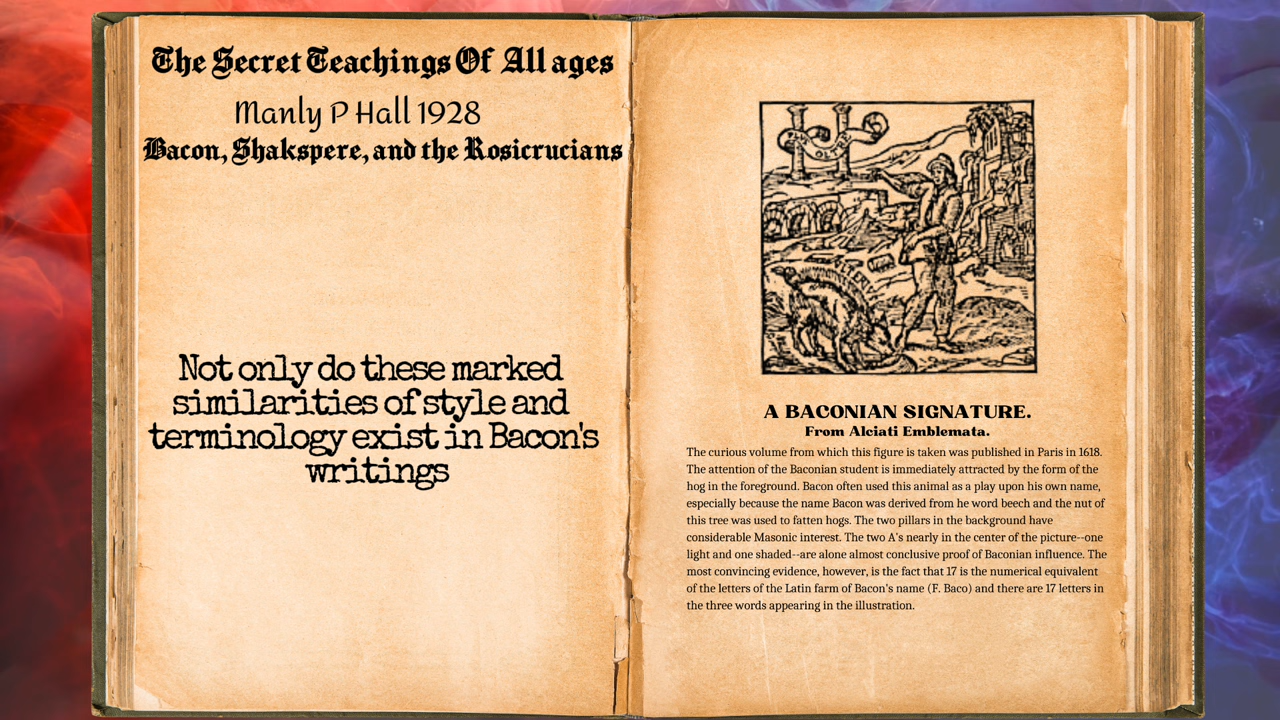 The Secret Teachings Of All ages
Manly P Hall 1928
Bacon, Shakspere, and the Rosicrucians
Not only do these marked
similarities of style and
terminology exist in Bacon's
writings
A BACONIAN SIGNATURE.
From Alciati Emblemata.
The curious volume from which this figure is taken was published in Paris in 1618.
The attention of the Baconian student is immediately attracted by the form of the
hog in the foreground. Bacon often used this animal as a play upon his own name,
especially because the name Bacon was derived from he word beech and the nut of
this tree was used to fatten hogs. The two pillars in the background have
considerable Masonic interest. The two A's nearly in the center of the picture--one
light and one shaded--are alone almost conclusive proof of Baconian influence. The
most convincing evidence, however, is the fact that 17 is the numerical equivalent
of the letters of the Latin farm of Bacon's name (F. Baco) and there are 17 letters in
the three words appearing in the illustration.